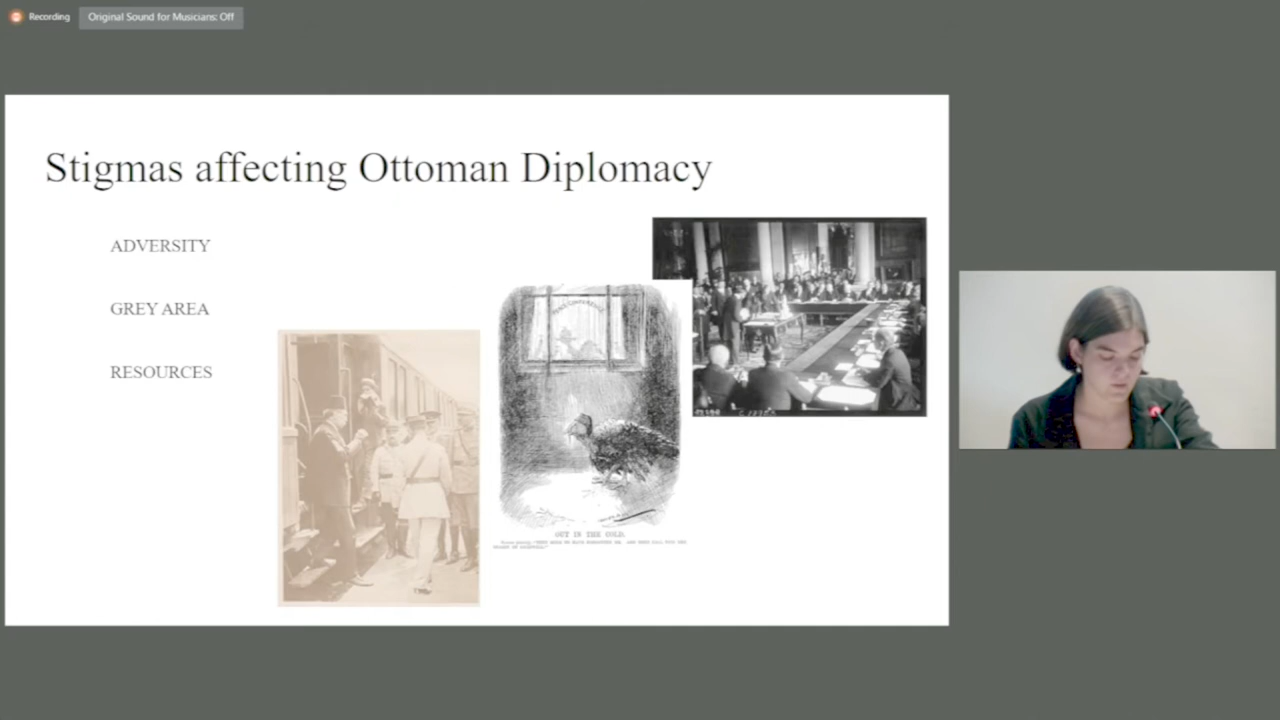 Recording
Original Sound for Musicians: Off
Stigmas affecting Ottoman Diplomacy
ADVERSITY
GREY AREA
RESOURCES
OUT IN THE COLD.